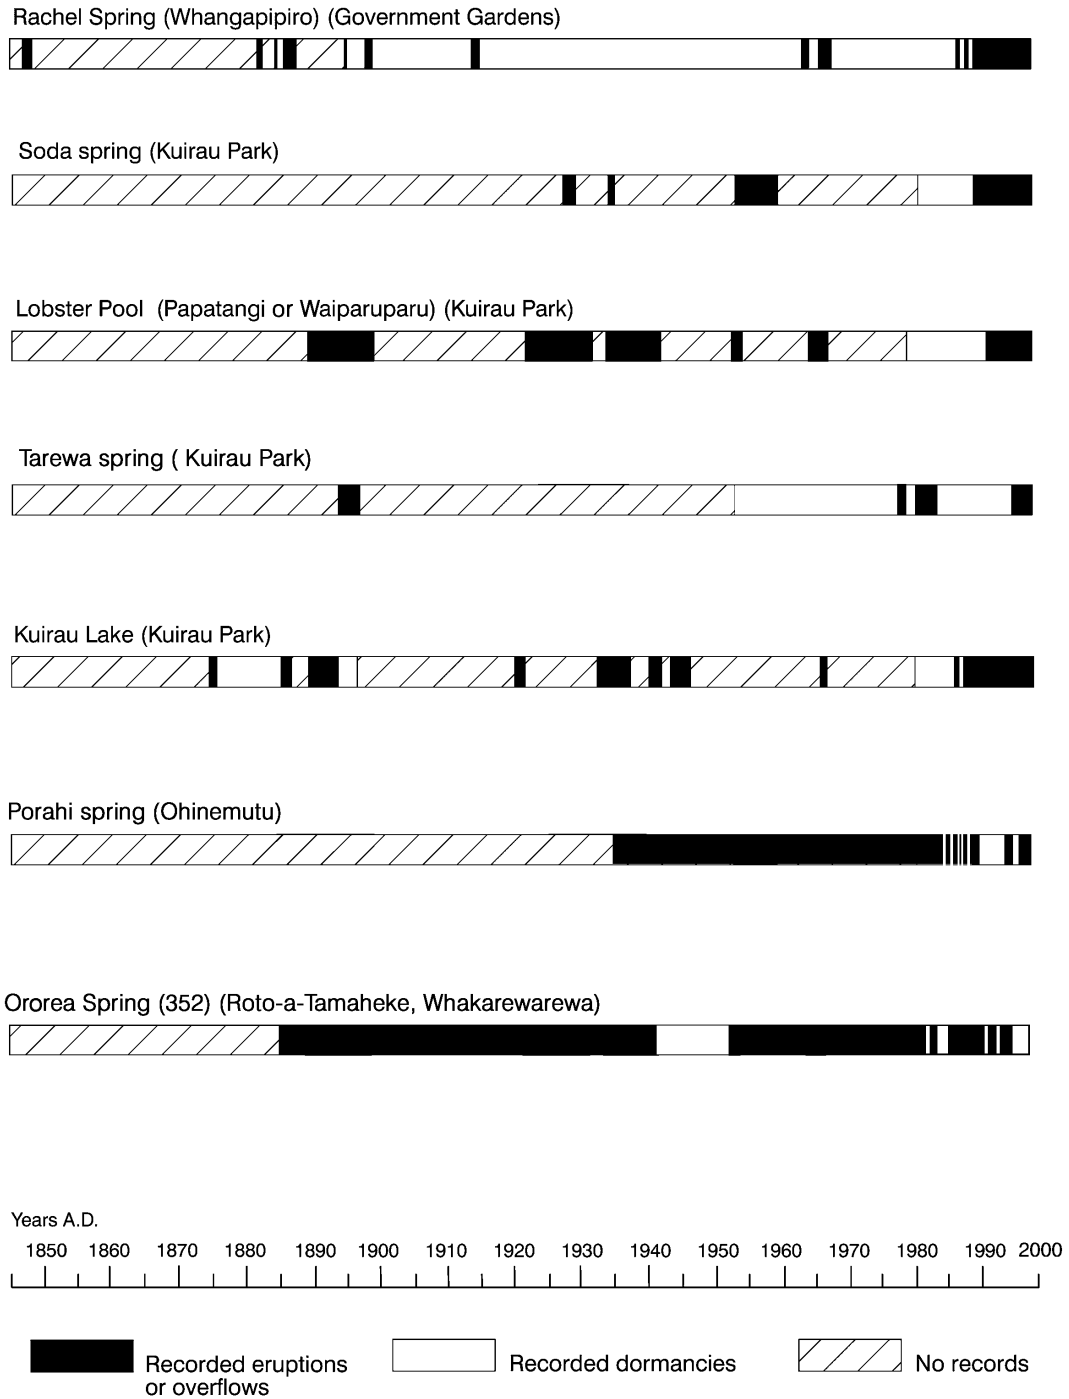 Rachel Spring (Whangapipiro) (Government Gardens)
Soda spring (Kuirau Park)
Lobster Pool (Papatangi or Waiparuparu) (Kuirau Park)
Tarewa spring ( Kuirau Park)
Kuirau Lake (Kuirau Park)
Porahi spring (Ohinemutu)
Ororea Spring (352) (Roto-a-Tamaheke, Whakarewarewa)
Years A.D.
1850 1860 1870 1880 1890 1900 1910 1920 1930 1940 1950 1960 1970 1980 1990 2000
Recorded eruptions
or overflows
Recorded dormancies
No records